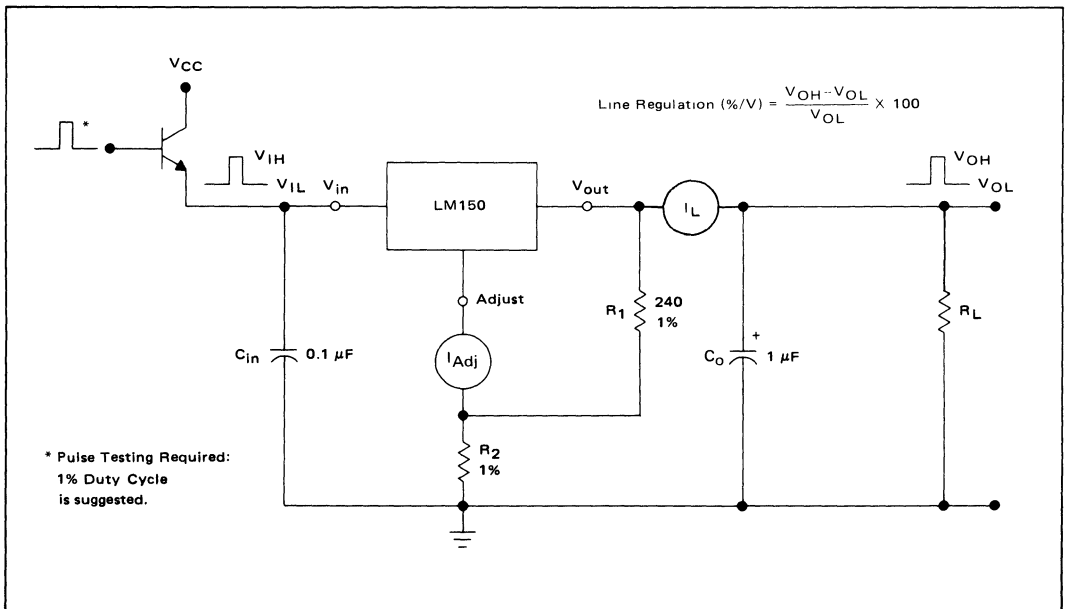 VCC
*
VIH
VIL
Vin
LM150
Vout
IL
VOH
VOL
Line Regulation (%/V) = VOH--VOL / VOL X 100
Adjust
IAdj
R1
240
1%
R2
1%
Cin
0.1 µF
Co
+
1 µF
RL
* Pulse Testing Required:
1% Duty Cycle
is suggested.